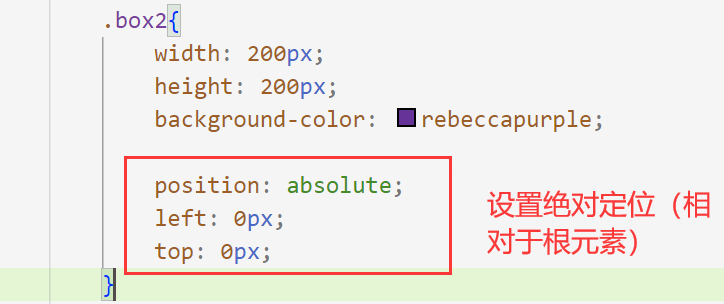 .box2{
width: 200px;
height: 200px;
background-color: rebeccapurple;
position: absolute;
left: 0px;
top: 0px;
}
设置绝对定位（相
对于根元素）